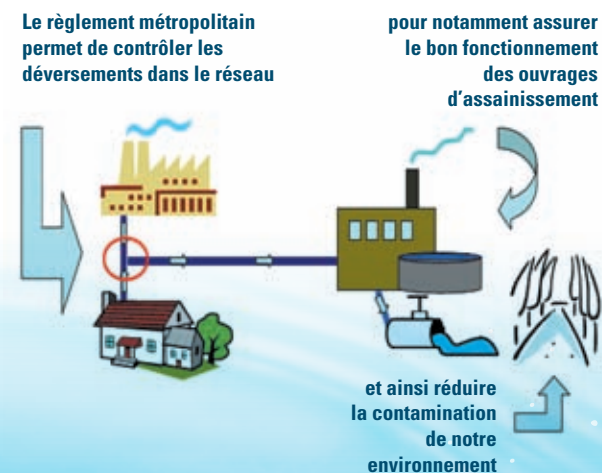 Le règlement métropolitain
permet de contrôler les
déversements dans le réseau
pour notamment assurer
le bon fonctionnement
des ouvrages
d'assainissement
et ainsi réduire
la contamination
de notre
environnement